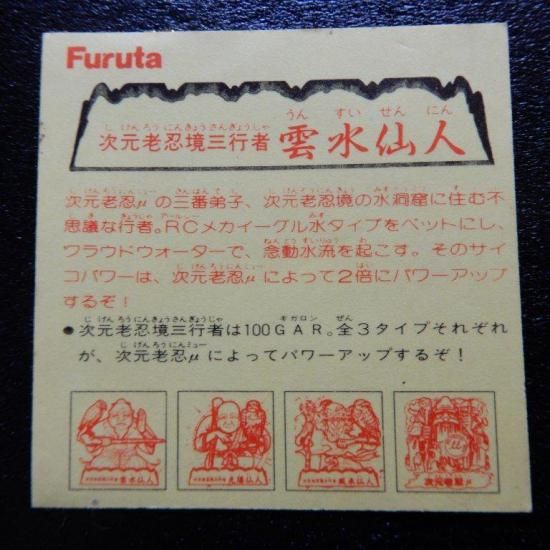 Furuta
うんすいせんにん
じげんろうにんきょうさんぎょうじゃ
次元老忍境三行者 雲水仙人
次元老忍μの三番弟子、次元老忍境の水洞窟に住む不
思議な行者。RCメカイーグル水タイプをペットにし、
クラウドウォーターで、急動水流を起こす。そのサイ
コパワーは、次元老忍μによって2倍にパワーアップ
するぞ！
●次元老忍境三行者は100GAR。全3タイプそれぞれ
が、次元老忍μによってパワーアップするぞ！
雲水仙人
次元老忍μ